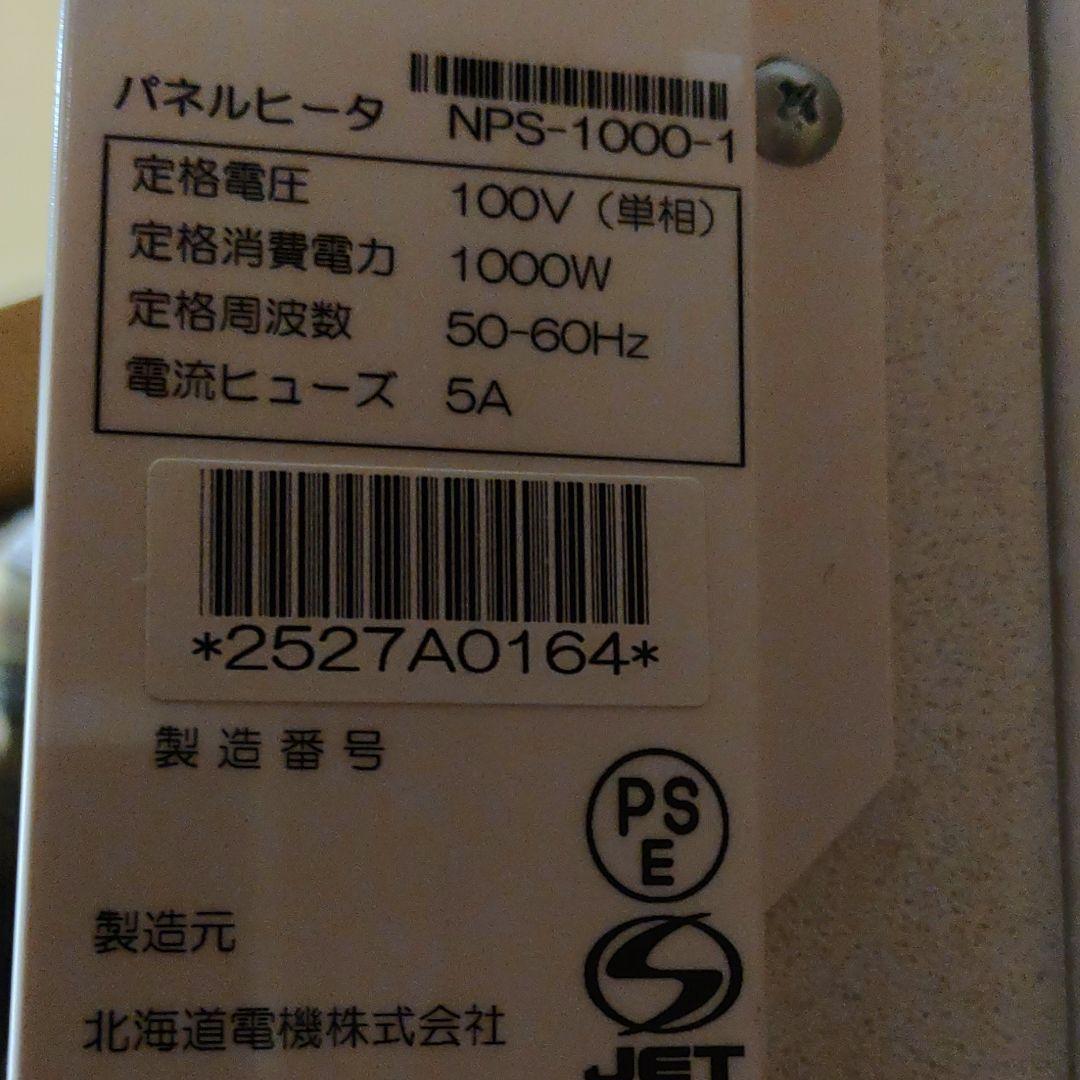 パネルヒータ NPS-1000-1
定格電圧 100V（単相）
定格消費電力 1000W
定格周波数 50-60Hz
電流ヒューズ 5A
*2527A0164*
製造番号
PS
E
製造元
北海道電機株式会社
JET